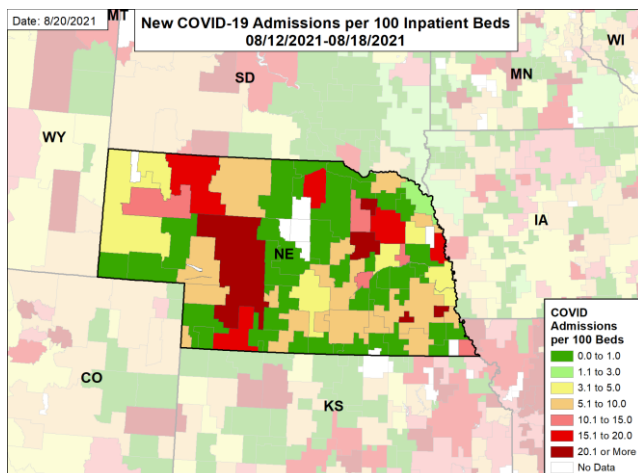 Date: 8/20/2021
New COVID-19 Admissions per 100 Inpatient Beds
08/12/2021-08/18/2021
MT
WI
SD
MN
WY
IA
NE
CO
KS
COVID
Admissions
per 100 Beds
0.0 to 1.0
1.1 to 3.0
3.1 to 5.0
5.1 to 10.0
10.1 to 15.0
15.1 to 20.0
20.1 or More
No Data